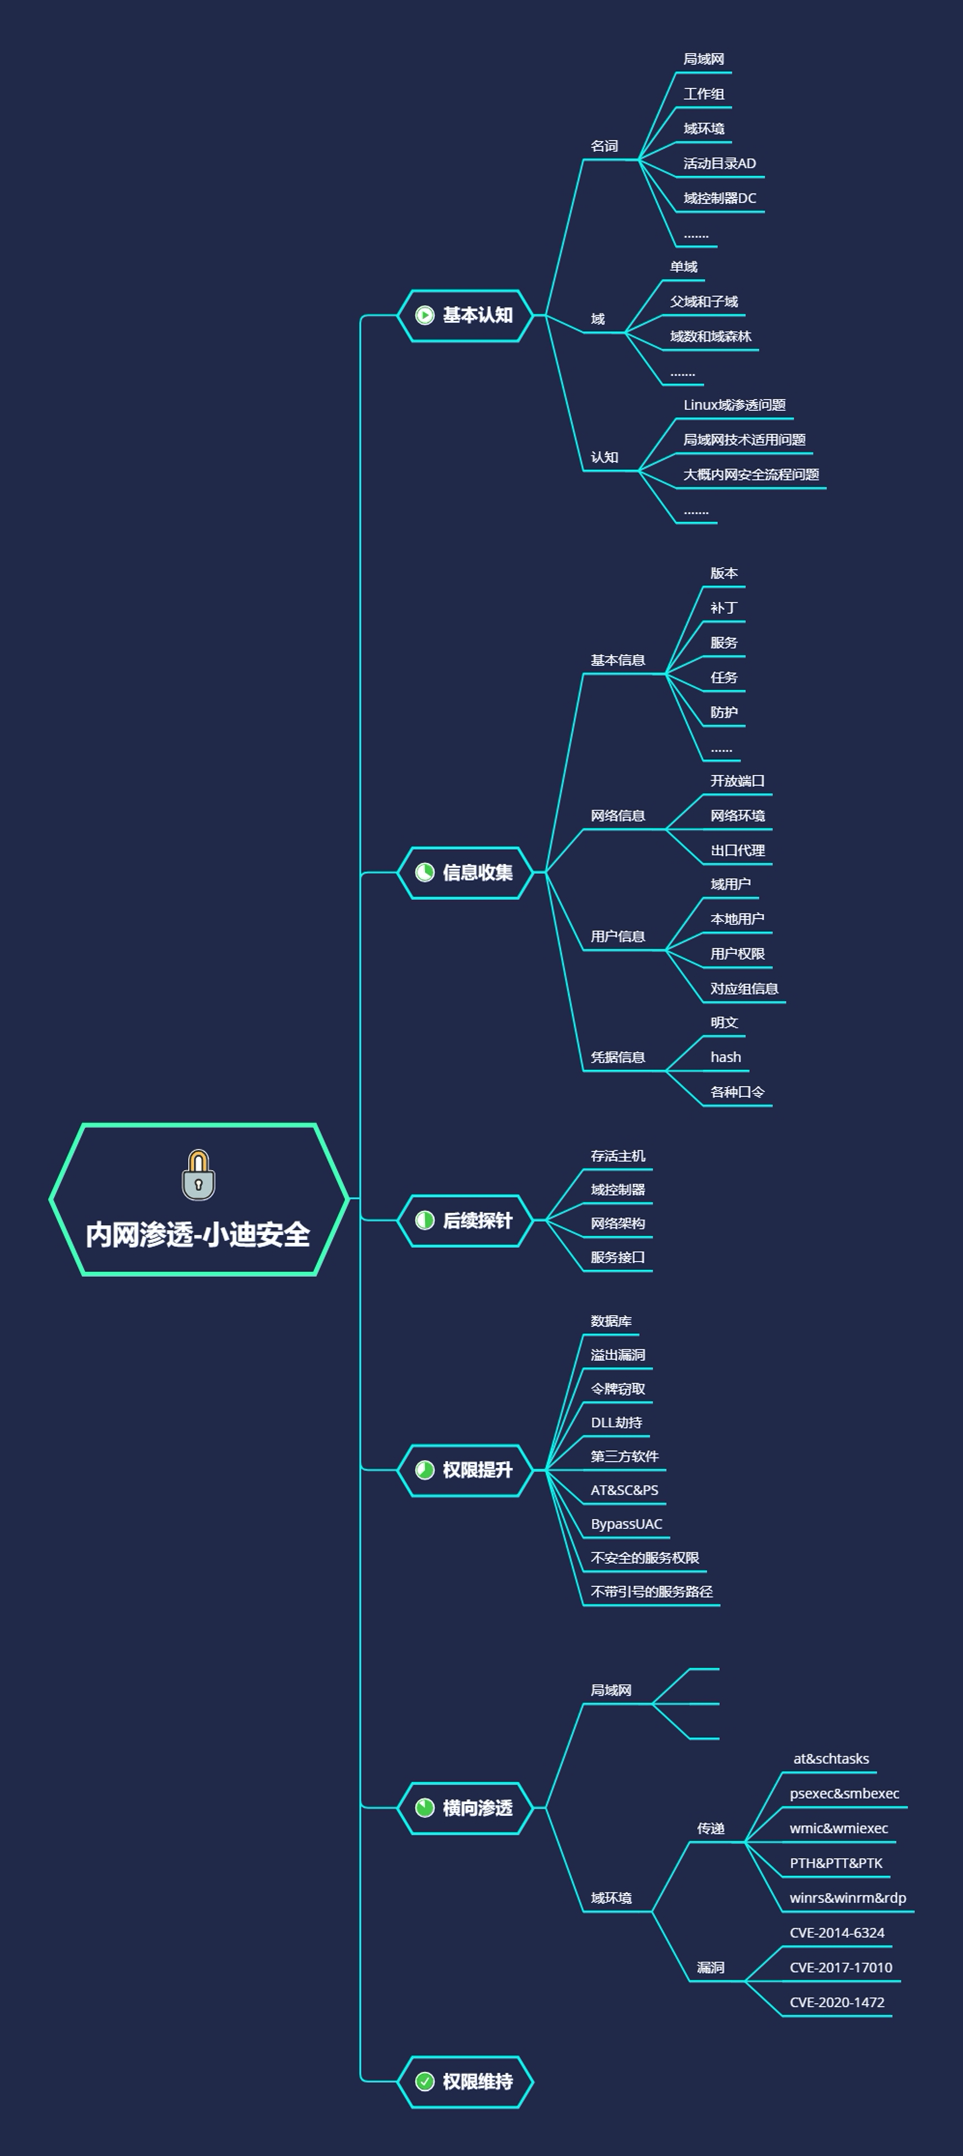 内网渗透-小迪安全
基本认知
名词
局域网
工作组
域环境
活动目录AD
域控制器DC
.......
域
单域
父域和子域
域数和域森林
.......
认知
Linux域渗透问题
局域网技术适用问题
大概内网安全流程问题
.......
信息收集
基本信息
版本
补丁
服务
任务
防护
......
网络信息
开放端口
网络环境
出口代理
用户信息
域用户
本地用户
用户权限
对应组信息
凭据信息
明文
hash
各种口令
后续探针
存活主机
域控制器
网络架构
服务接口
权限提升
数据库
溢出漏洞
令牌窃取
DLL劫持
第三方软件
AT&SC&PS
BypassUAC
不安全的服务权限
不带引号的服务路径
横向渗透
局域网
域环境
传递
at&schtasks
psexec&smbexec
wmic&wmiexec
PTH&PTT&PTK
winrs&winrm&rdp
漏洞
CVE-2014-6324
CVE-2017-17010
CVE-2020-1472
权限维持